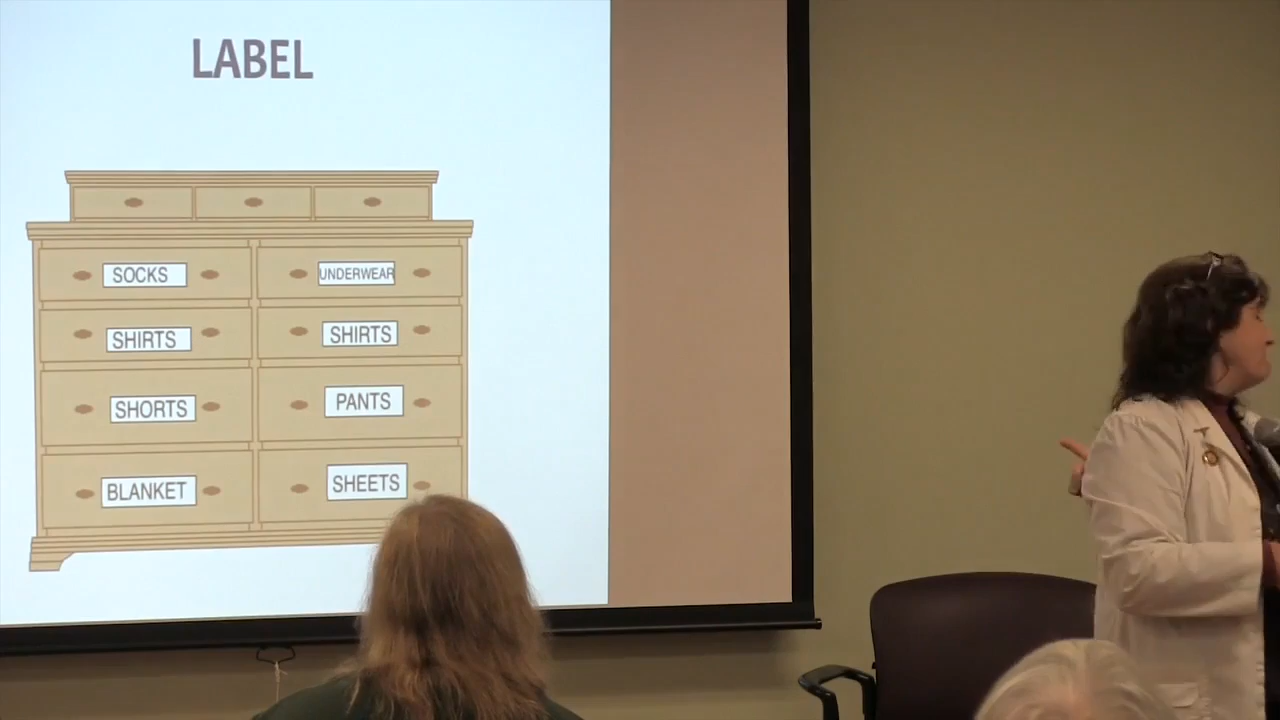 LABEL
SOCKS
UNDERWEAR
SHIRTS
SHIRTS
SHORTS
PANTS
BLANKET
SHEETS